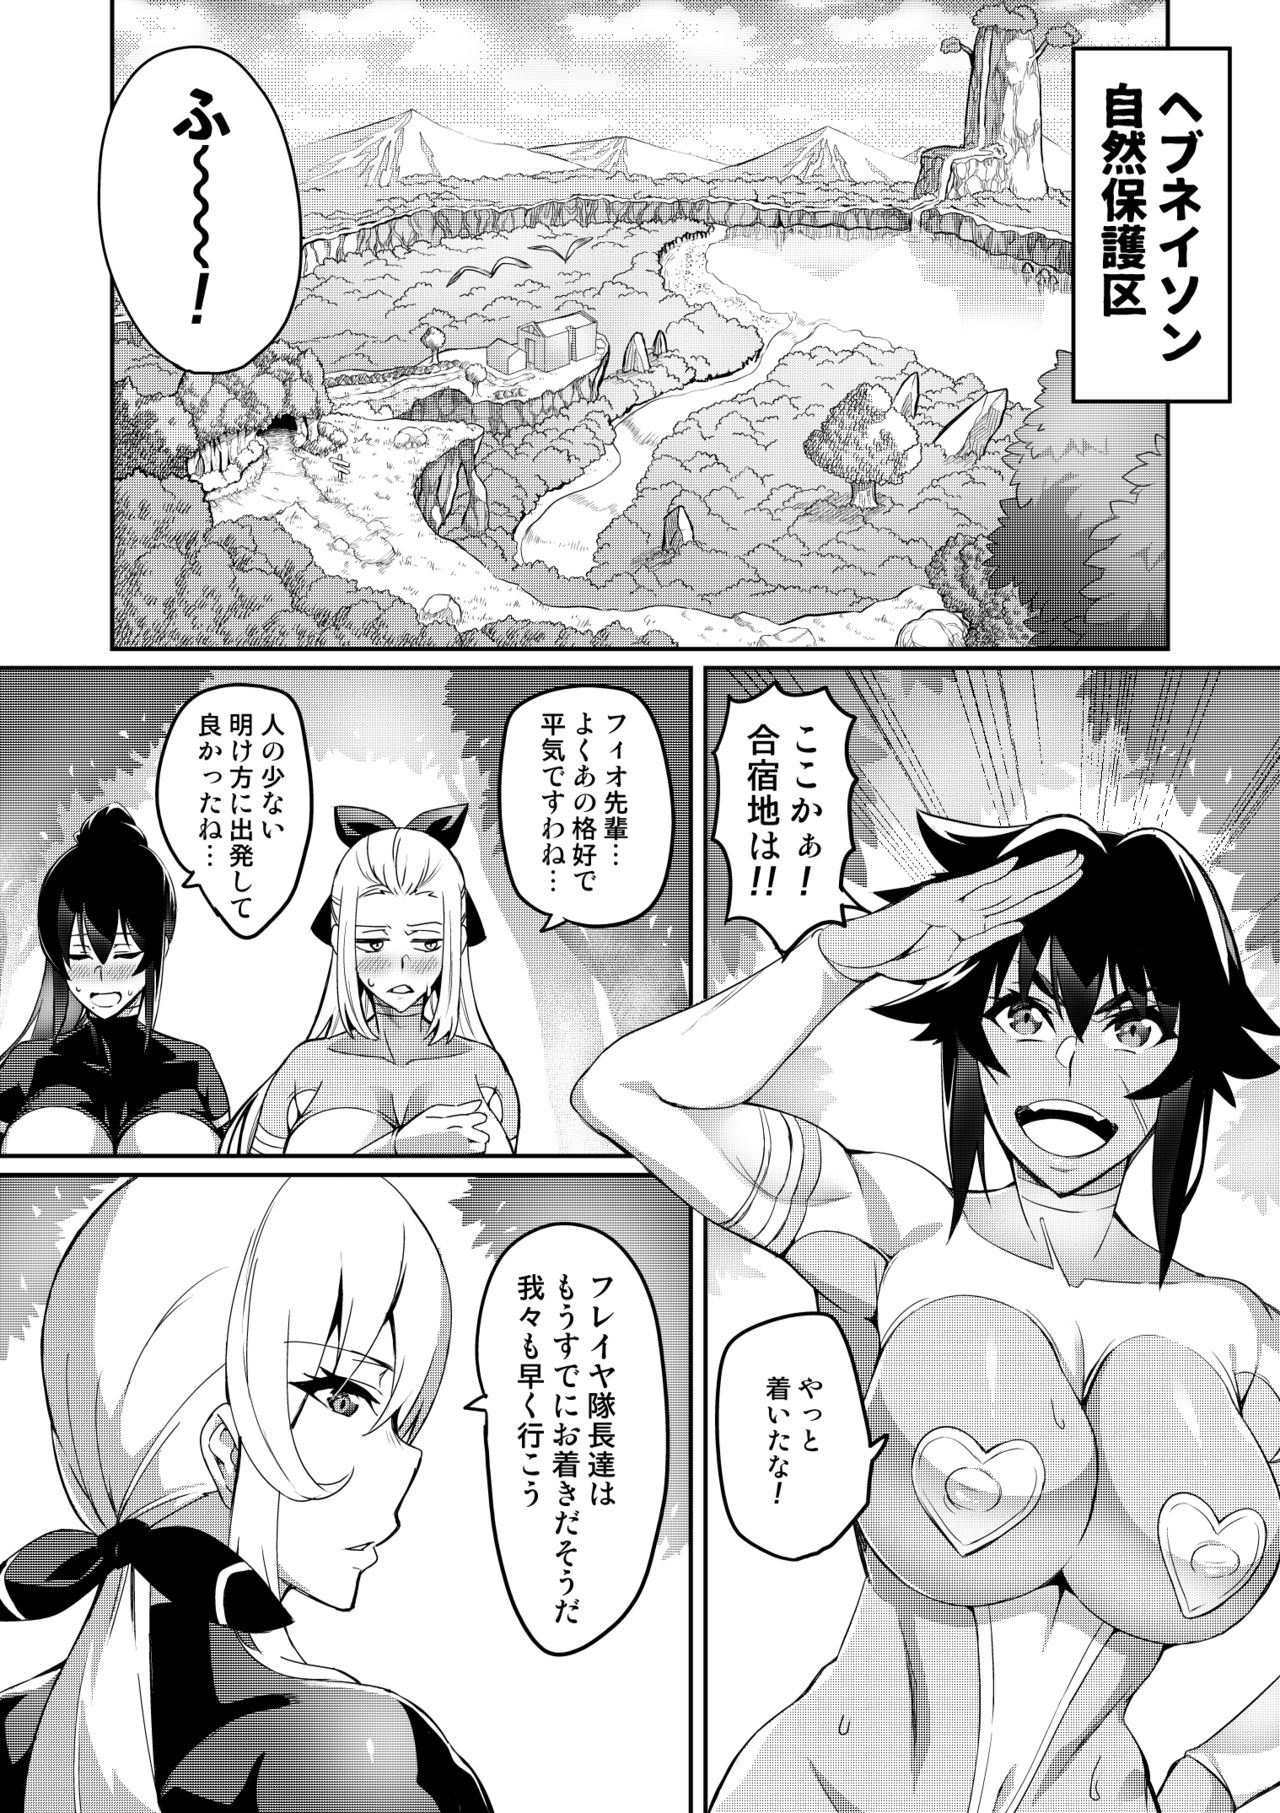 ヘブネイソン
自然保護区
ふ～～～～！
ここかぁ！
合宿地は!!
フィオ先輩…
よくあの格好で
平気ですわね…
人の少ない
明け方に出発して
良かったね…
やっと
着いたな！
フレイヤ隊長達は
もうすでにお着きだそうだ
我々も早く行こう